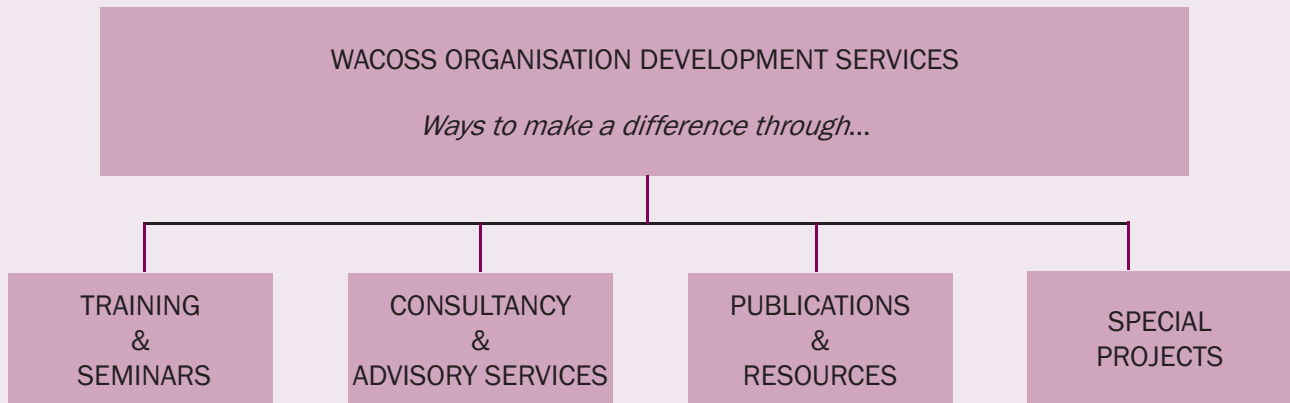 WACOSS ORGANISATION DEVELOPMENT SERVICES
Ways to make a difference through...
TRAINING
&
SEMINARS
CONSULTANCY
&
ADVISORY SERVICES
PUBLICATIONS
&
RESOURCES
SPECIAL
PROJECTS